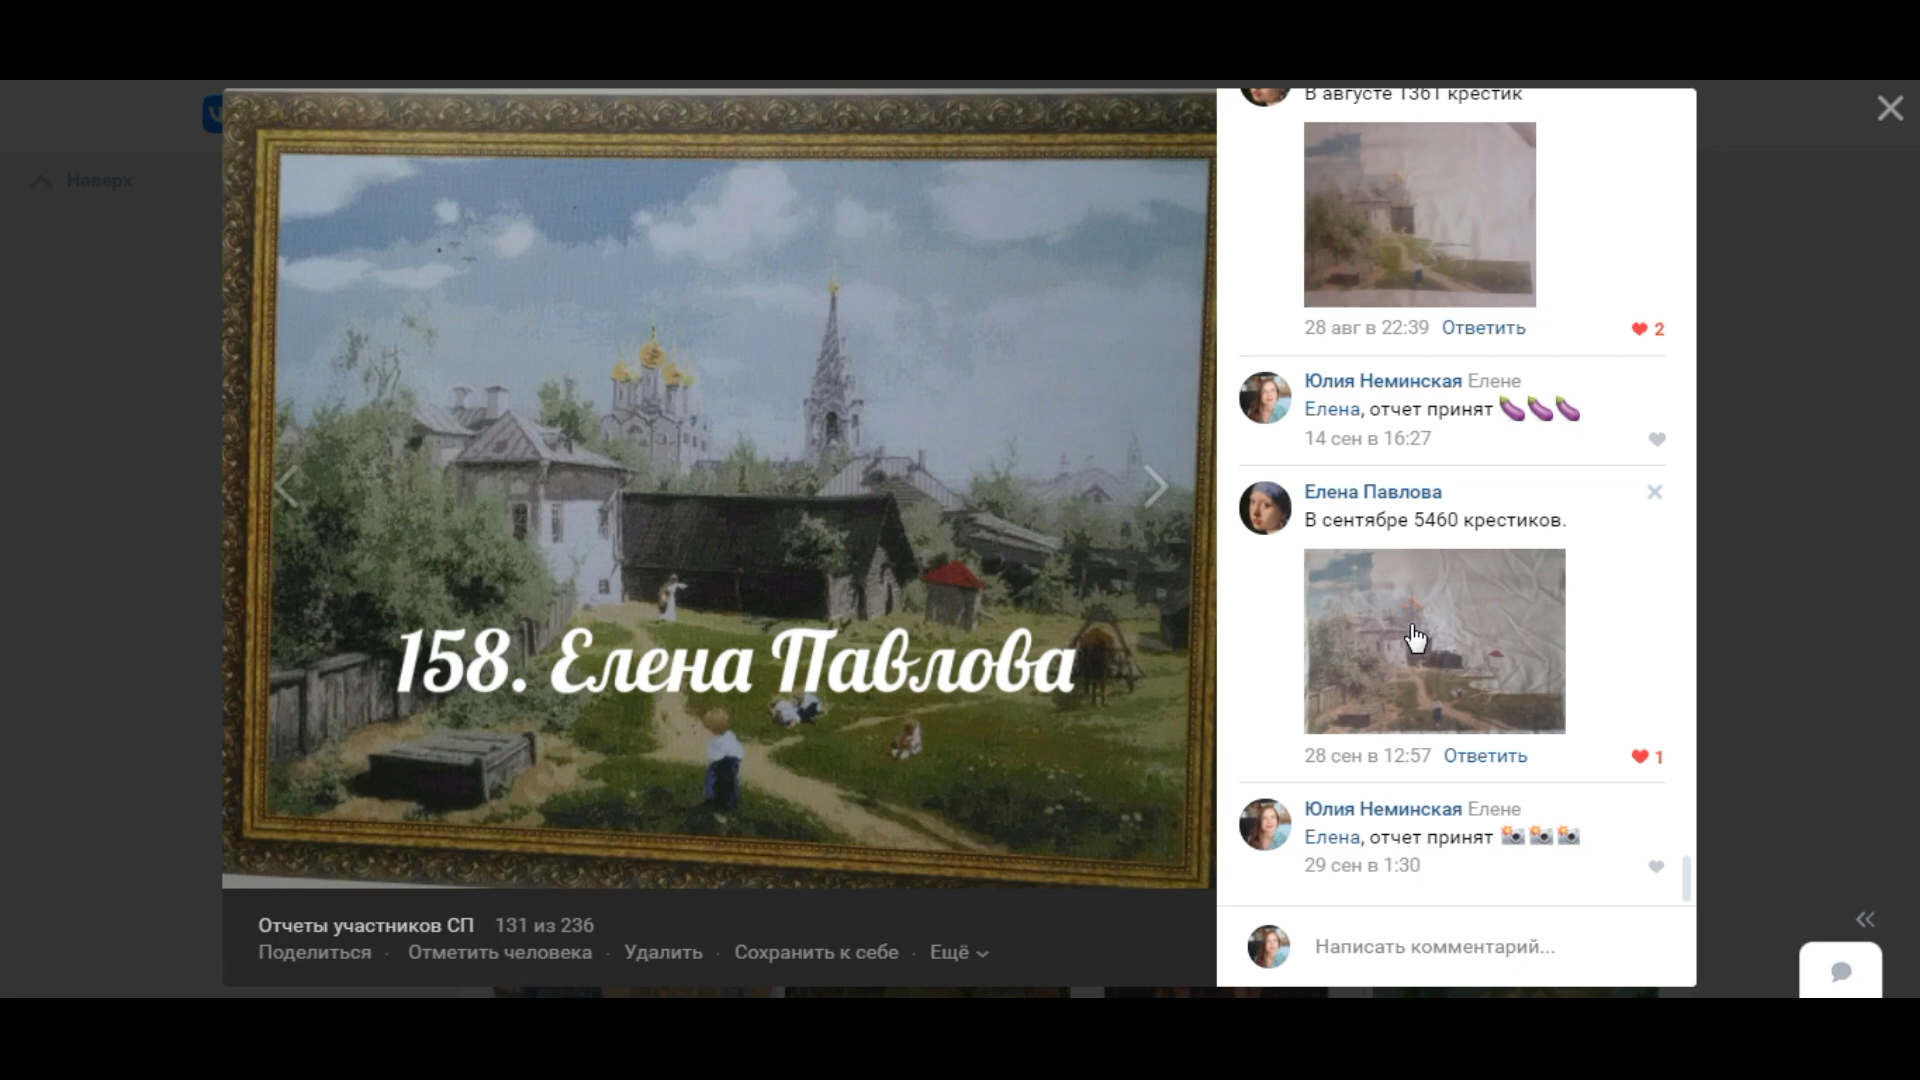 Наверх
158. Елена Павлова
Отчеты участников СП 131 из 236
Поделиться · Отметить человека · Удалить · Сохранить к себе · Ещё
В августе 1361 крестик
28 авг в 22:39 Ответить
2
Юлия Неминская Елене
Елена, отчет принят 🍆🍆🍆
14 сен в 16:27
Елена Павлова
В сентябре 5460 крестиков.
28 сен в 12:57 Ответить
1
Юлия Неминская Елене
Елена, отчет принят 📸📸📸
29 сен в 1:30
Написать комментарий...